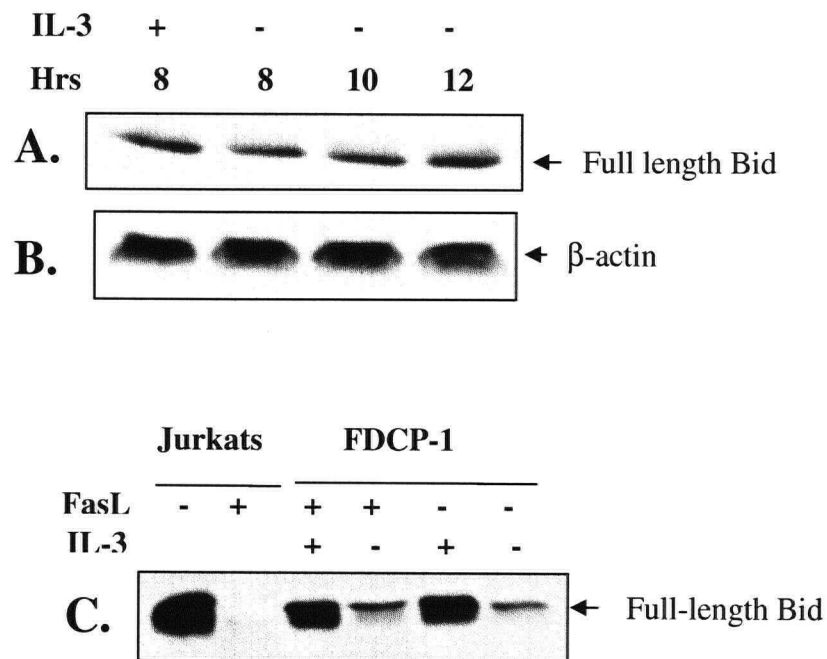 IL-3 + - - -
Hrs 8 8 10 12
A. Full length Bid
B. β-actin
Jurkats FDCP-1
FasL - + + + - -
IL-3 + - + -
C. Full-length Bid